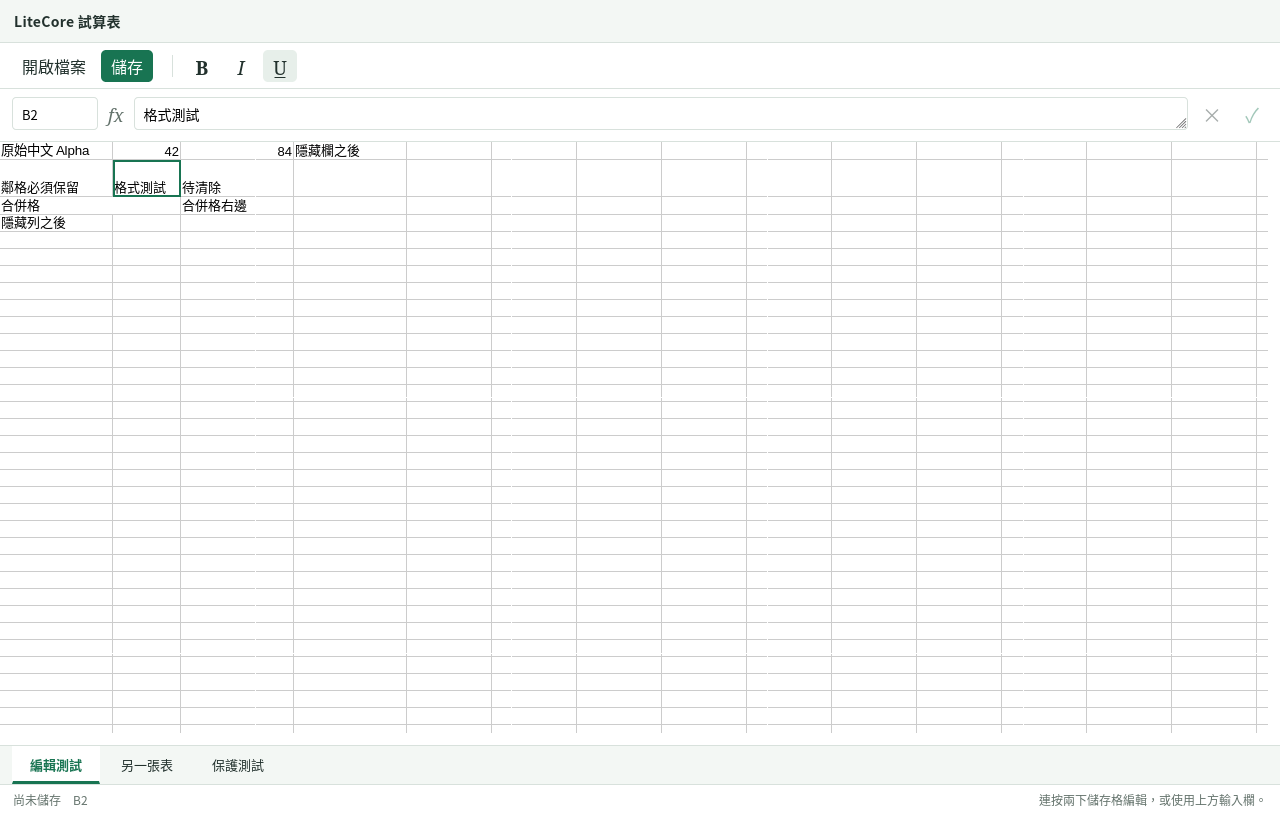 LiteCore 試算表
開啟檔案 儲存 B I U
B2 fx 格式測試
原始中文 Alpha 42 84 隱藏欄之後
鄰格必須保留 格式測試 待清除
合併格 合併格右邊
隱藏列之後
編輯測試 另一張表 保護測試
尚未儲存 B2 連按兩下儲存格編輯，或使用上方輸入欄。